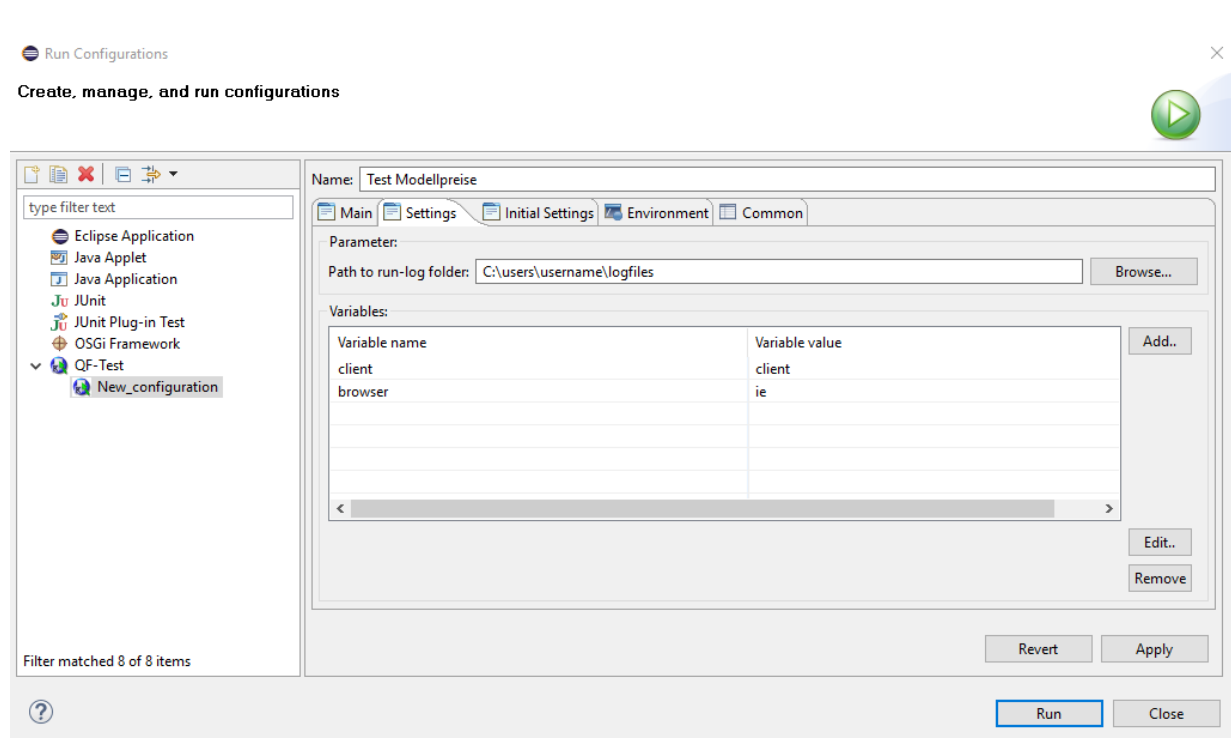 Run Configurations
Create, manage, and run configurations
type filter text
Eclipse Application
Java Applet
Java Application
JUnit
JUnit Plug-in Test
OSGi Framework
QF-Test
New_configuration
Filter matched 8 of 8 items
Name: Test Modellpreise
Main Settings Initial Settings Environment Common
Parameter:
Path to run-log folder: C:\users\username\logfiles Browse...
Variables:
Variable name Variable value Add..
client client
browser ie
Edit..
Remove
Revert Apply
Run Close